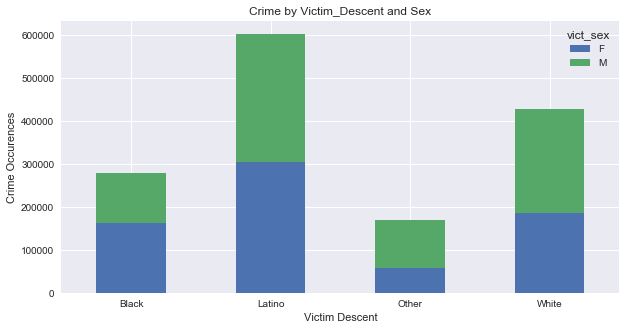 Crime by Victim_Descent and Sex
vict_sex
F
M
600000
500000
400000
300000
200000
100000
0
Crime Occurences
Black Latino Other White
Victim Descent